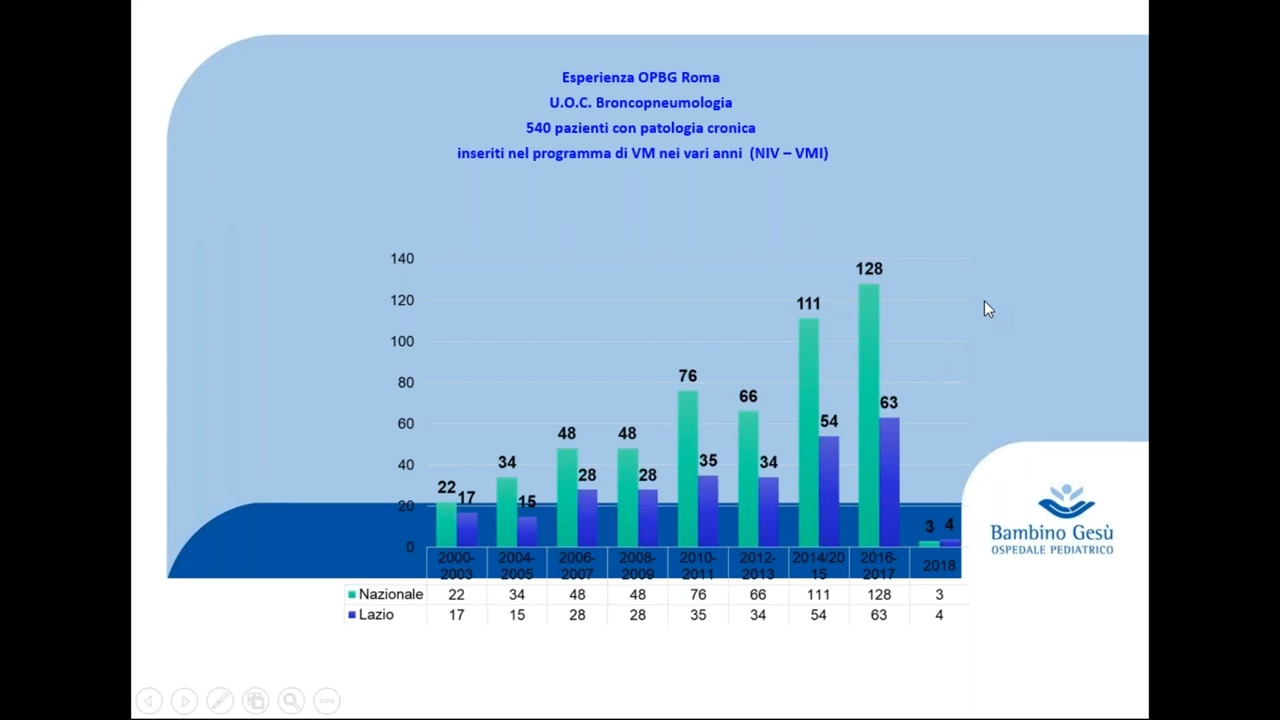 Esperienza OPBG Roma
U.O.C. Broncopneumologia
540 pazienti con patologia cronica
inseriti nel programma di VM nei vari anni (NIV – VMI)
140
120
100
80
60
40
20
0
22 17
34 15
48 28
48 28
76 35
66 34
111 54
128 63
3 4
2000-2003 2004-2005 2006-2007 2008-2009 2010-2011 2012-2013 2014/2015 2016-2017 2018
Nazionale 22 34 48 48 76 66 111 128 3
Lazio 17 15 28 28 35 34 54 63 4
Bambino Gesù
OSPEDALE PEDIATRICO